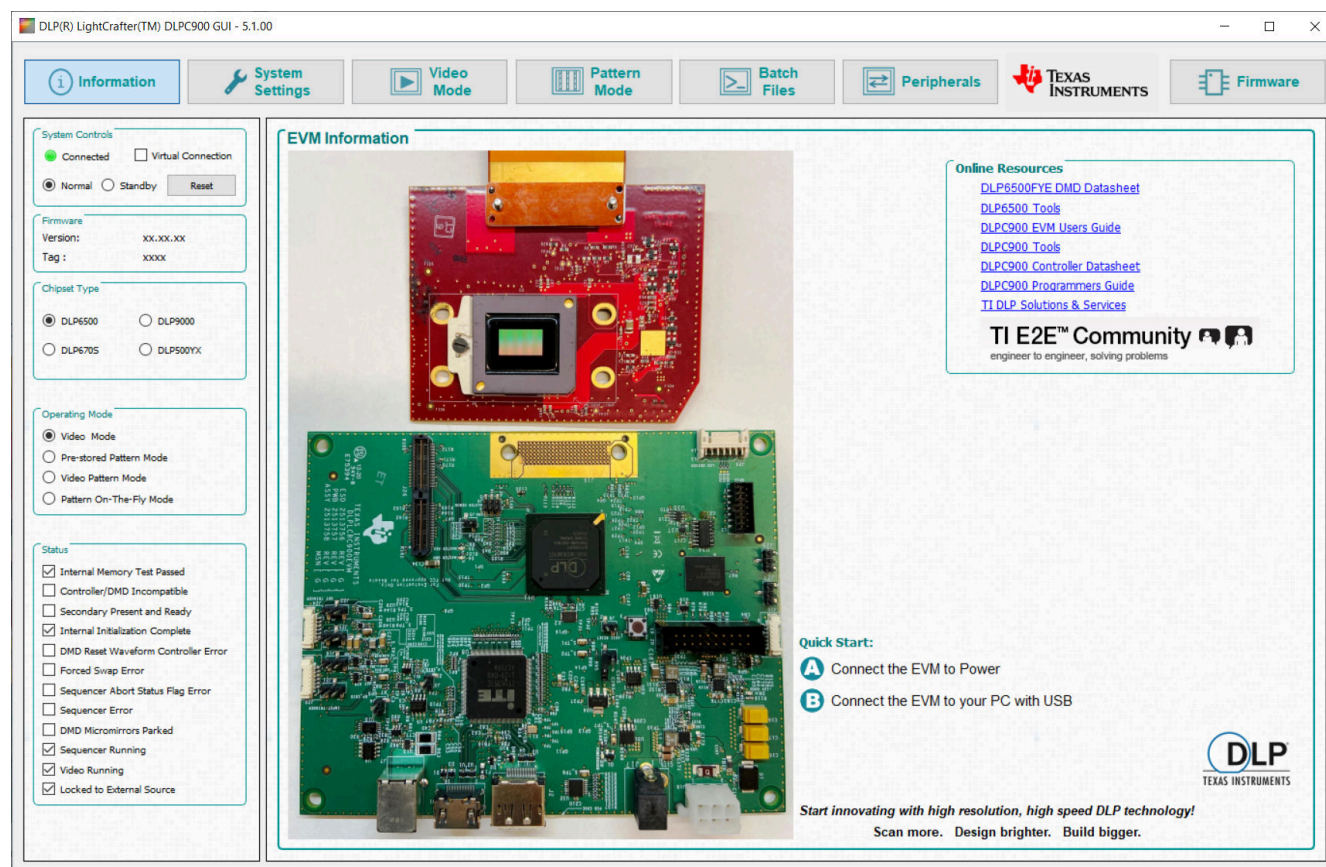 DLP(R) LightCrafter(TM) DLPC900 GUI - 5.1.00
Information
System
Settings
Video
Mode
Pattern
Mode
Batch
Files
Peripherals
TEXAS
INSTRUMENTS
Firmware
System Controls
Connected
Virtual Connection
Normal
Standby
Reset
Firmware
Version: xx.xx.xx
Tag : xxxx
Chipset Type
DLP6500
DLP9000
DLP670S
DLP500YX
Operating Mode
Video Mode
Pre-stored Pattern Mode
Video Pattern Mode
Pattern On-The-Fly Mode
Status
Internal Memory Test Passed
Controller/DMD Incompatible
Secondary Present and Ready
Internal Initialization Complete
DMD Reset Waveform Controller Error
Forced Swap Error
Sequencer Abort Status Flag Error
Sequencer Error
DMD Micromirrors Parked
Sequencer Running
Video Running
Locked to External Source
EVM Information
DLP
Online Resources
DLP6500FYE DMD Datasheet
DLP6500 Tools
DLPC900 EVM Users Guide
DLPC900 Tools
DLPC900 Controller Datasheet
DLPC900 Programmers Guide
TI DLP Solutions & Services
TI E2E™ Community
engineer to engineer, solving problems
Quick Start:
A Connect the EVM to Power
B Connect the EVM to your PC with USB
DLP
TEXAS INSTRUMENTS
Start innovating with high resolution, high speed DLP technology!
Scan more. Design brighter. Build bigger.